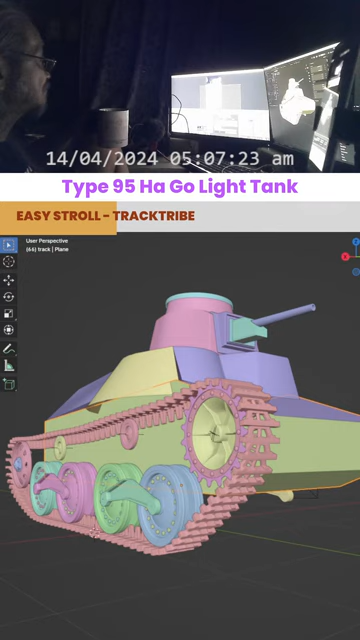 14/04/2024 05:07:23 am
Type 95 Ha Go Light Tank
EASY STROLL - TRACKTRIBE
User Perspective
(66) track | Plane